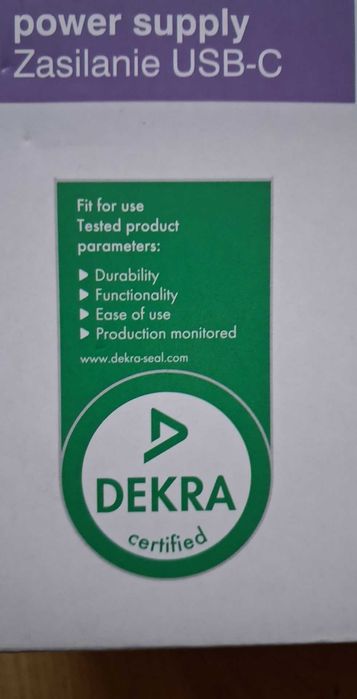 power supply
Zasilanie USB-C
Fit for use
Tested product
parameters:
Durability
Functionality
Ease of use
Production monitored
www.dekra-seal.com
DEKRA
certified